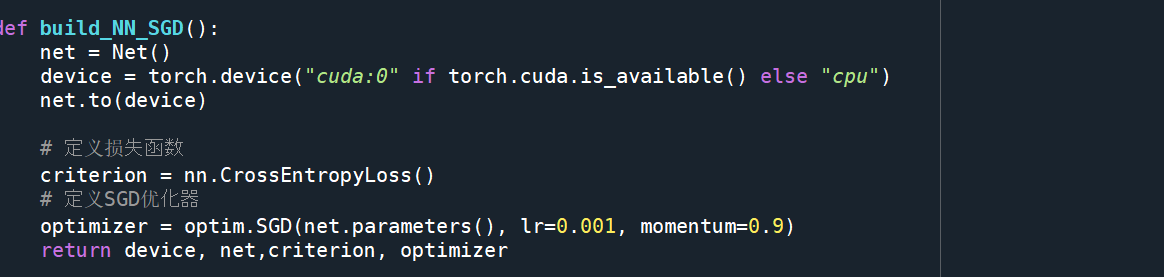 def build_NN_SGD():
    net = Net()
    device = torch.device("cuda:0" if torch.cuda.is_available() else "cpu")
    net.to(device)
    # 定义损失函数
    criterion = nn.CrossEntropyLoss()
    # 定义SGD优化器
    optimizer = optim.SGD(net.parameters(), lr=0.001, momentum=0.9)
    return device, net,criterion, optimizer